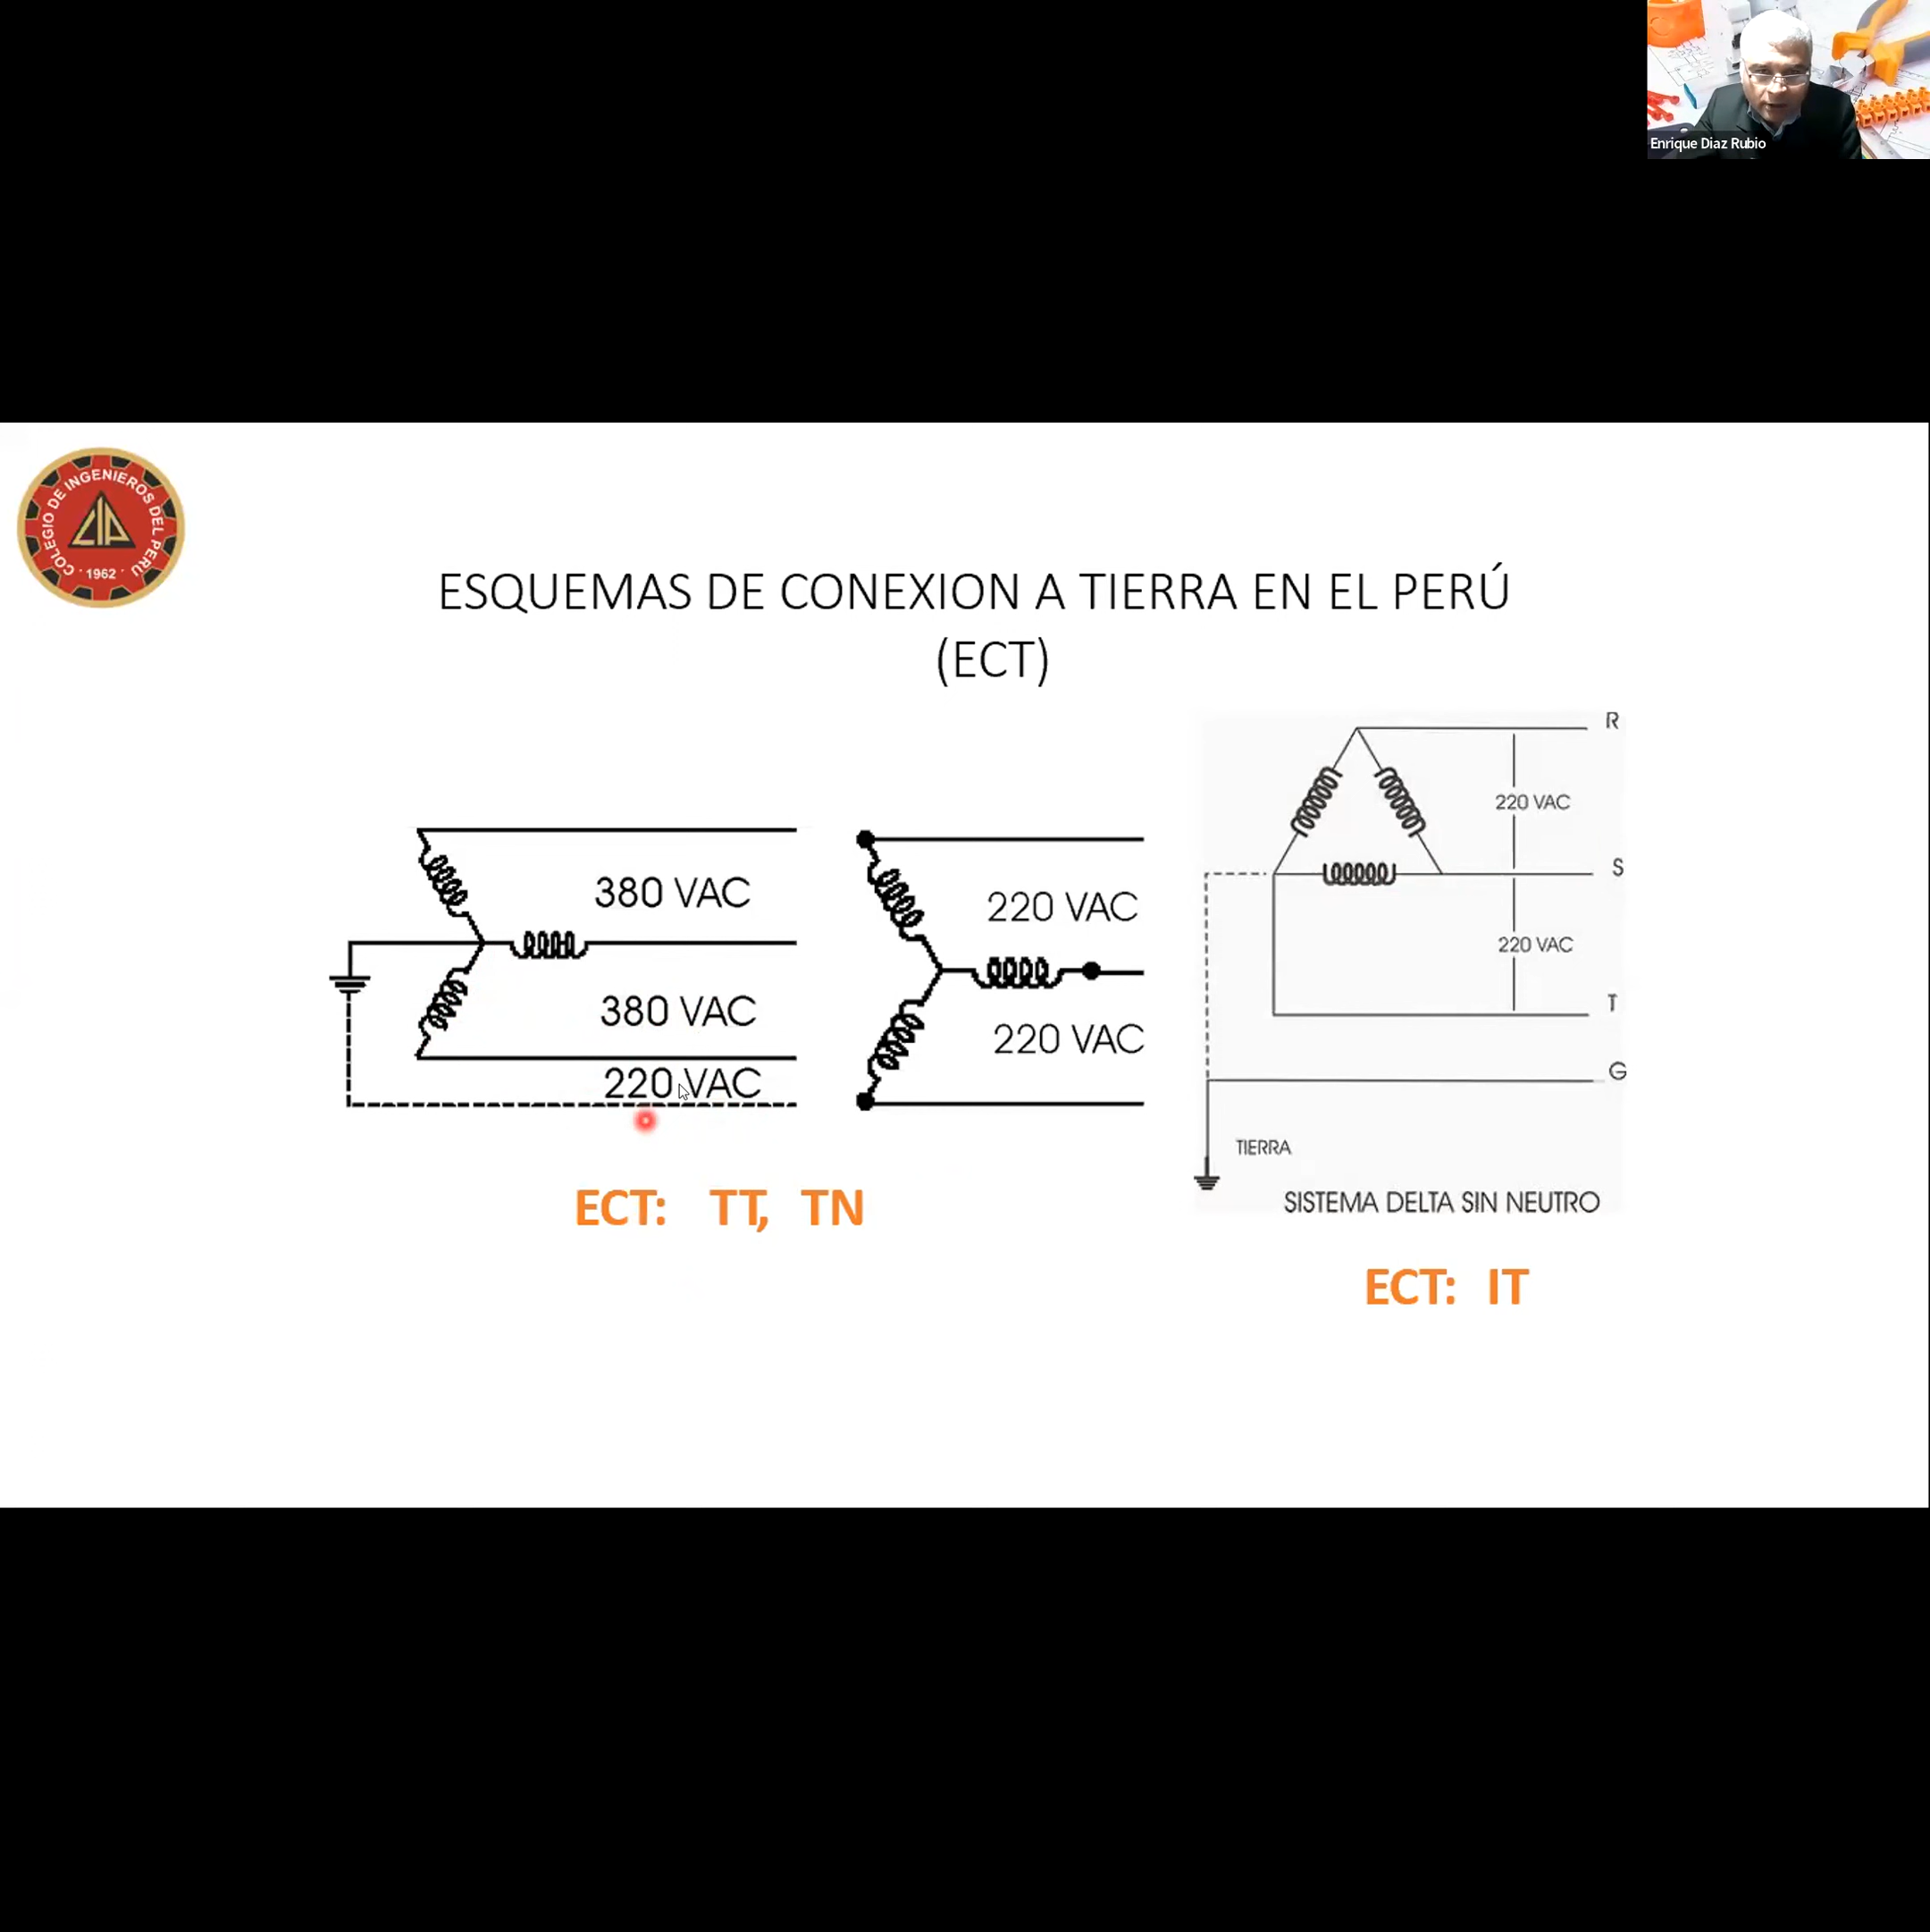 Enrique Diaz Rubio
COLEGIO DE INGENIEROS DEL PERU
· 1962 ·
CIP
ESQUEMAS DE CONEXION A TIERRA EN EL PERÚ
(ECT)
380 VAC
380 VAC
220 VAC
220 VAC
220 VAC
R
220 VAC
S
220 VAC
T
G
TIERRA
SISTEMA DELTA SIN NEUTRO
ECT: TT, TN
ECT: IT